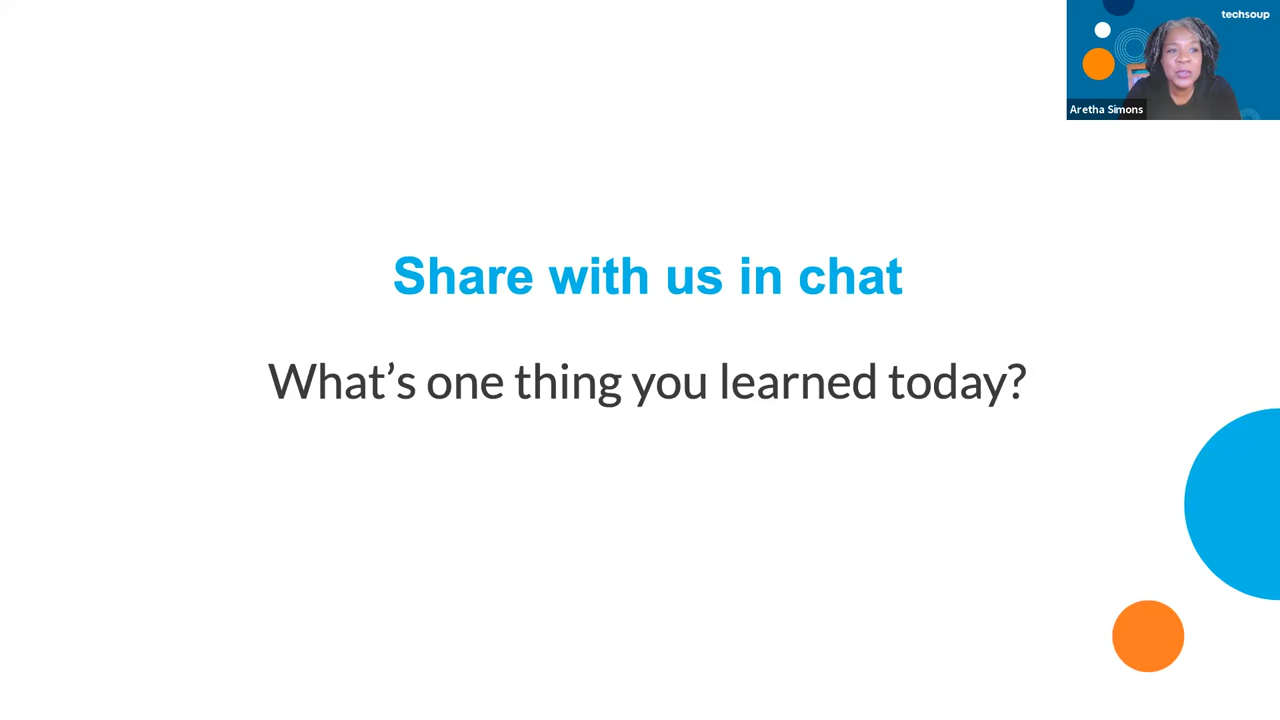 techsoup
Aretha Simons
Share with us in chat
What’s one thing you learned today?